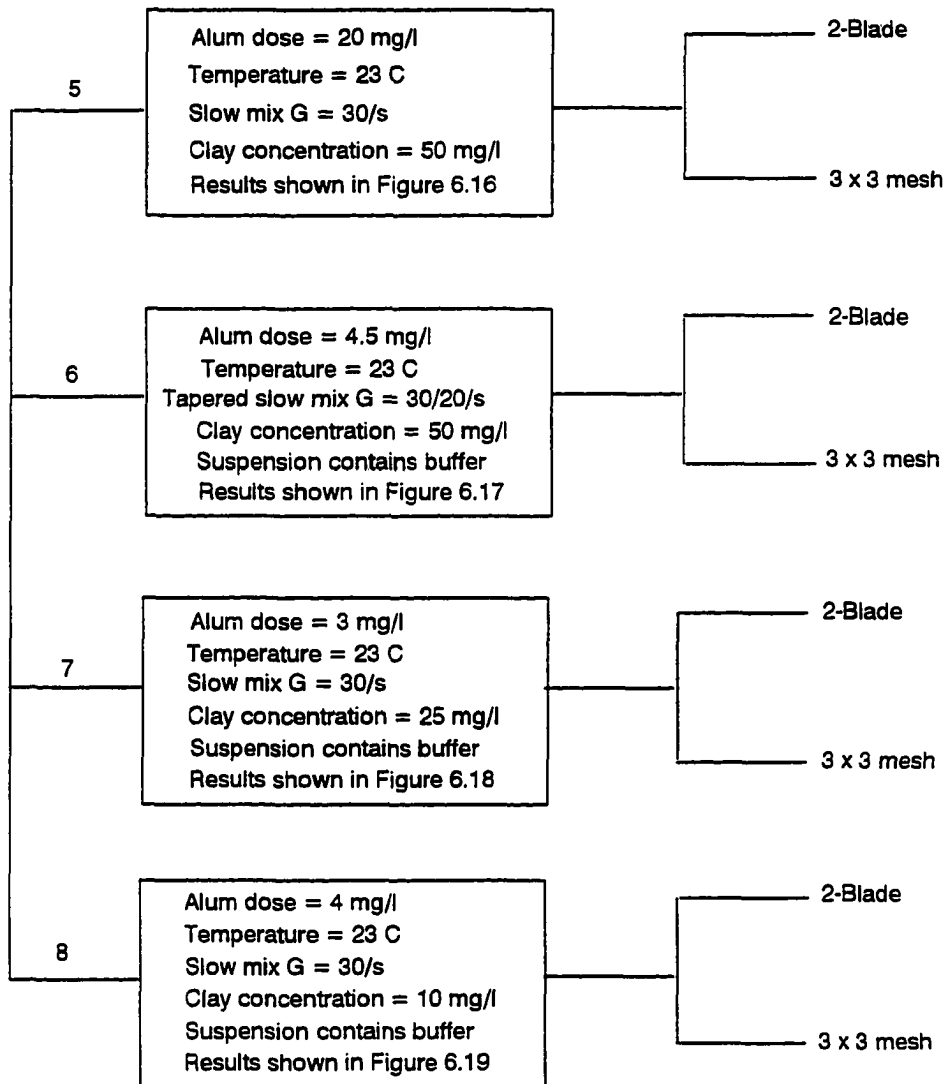 5
Alum dose = 20 mg/l
Temperature = 23 C
Slow mix G = 30/s
Clay concentration = 50 mg/l
Results shown in Figure 6.16
2-Blade
3 x 3 mesh
6
Alum dose = 4.5 mg/l
Temperature = 23 C
Tapered slow mix G = 30/20/s
Clay concentration = 50 mg/l
Suspension contains buffer
Results shown in Figure 6.17
2-Blade
3 x 3 mesh
7
Alum dose = 3 mg/l
Temperature = 23 C
Slow mix G = 30/s
Clay concentration = 25 mg/l
Suspension contains buffer
Results shown in Figure 6.18
2-Blade
3 x 3 mesh
8
Alum dose = 4 mg/l
Temperature = 23 C
Slow mix G = 30/s
Clay concentration = 10 mg/l
Suspension contains buffer
Results shown in Figure 6.19
2-Blade
3 x 3 mesh